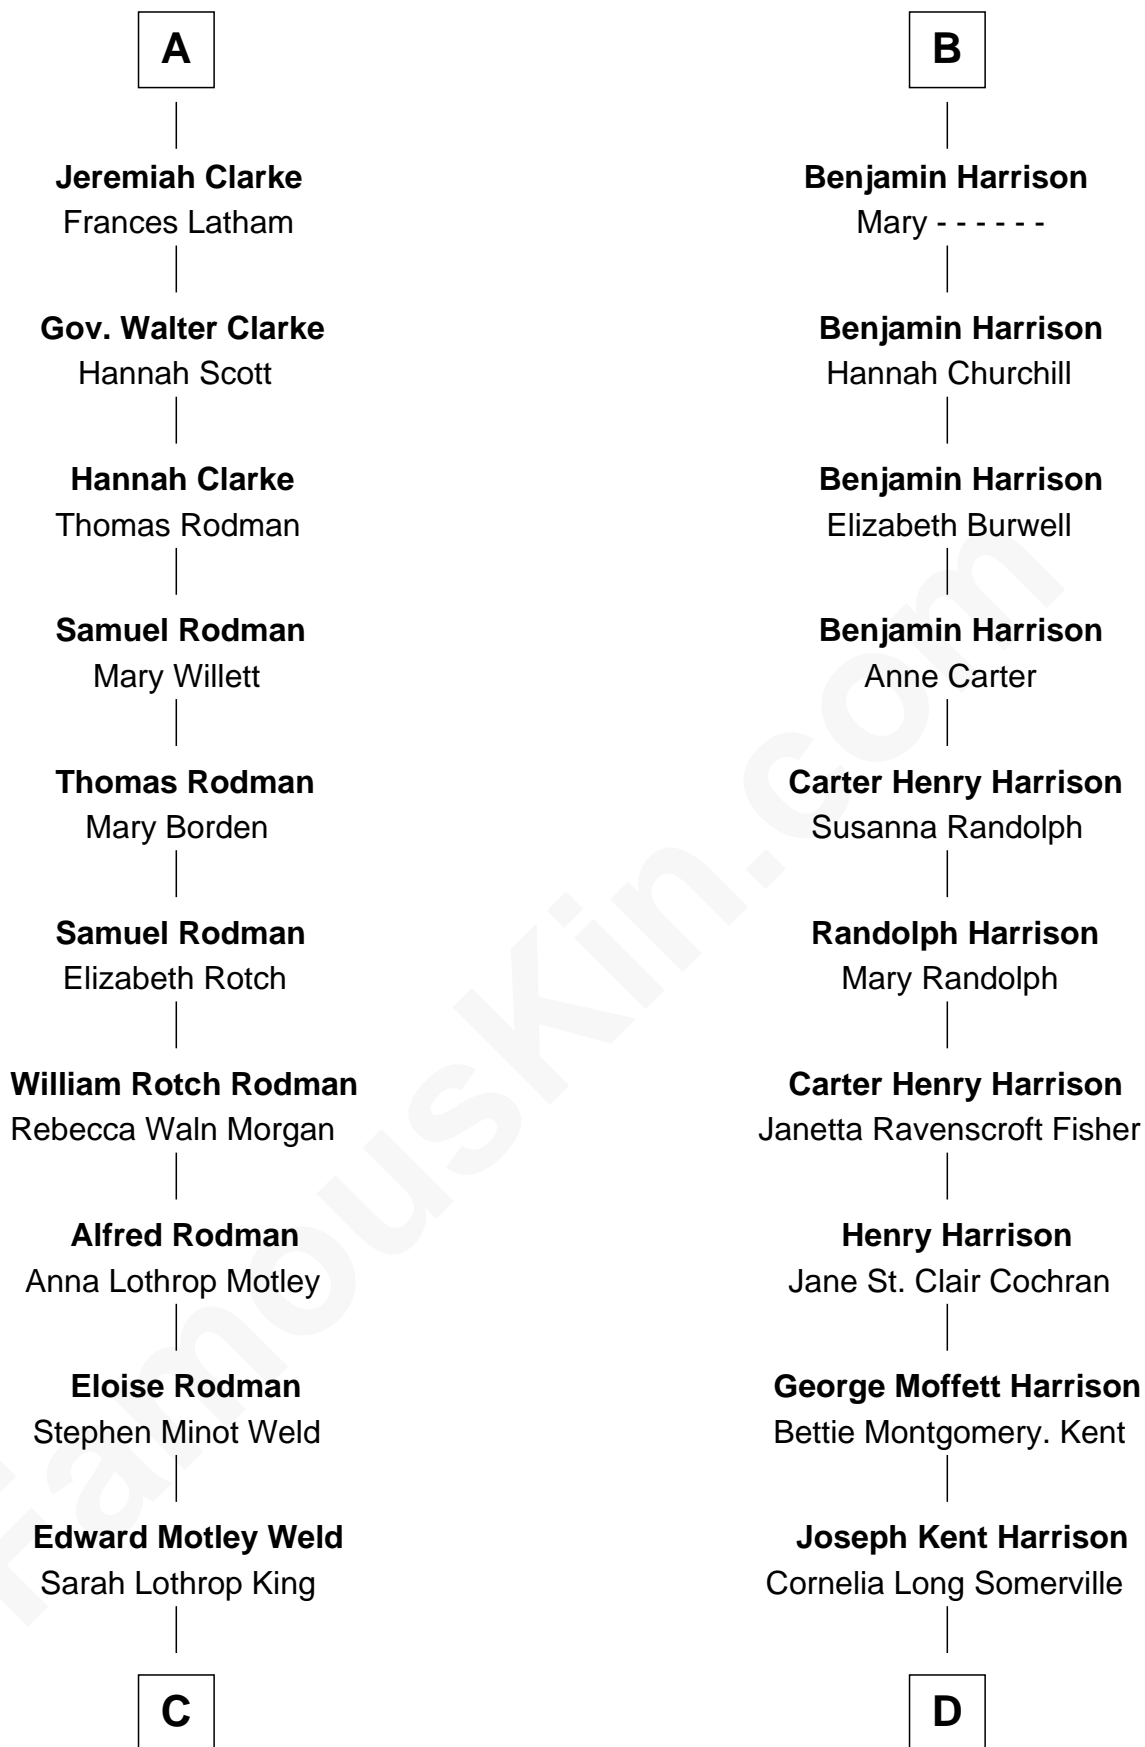 A
Jeremiah Clarke
Frances Latham
Gov. Walter Clarke
Hannah Scott
Hannah Clarke
Thomas Rodman
Samuel Rodman
Mary Willett
Thomas Rodman
Mary Borden
Samuel Rodman
Elizabeth Rotch
William Rotch Rodman
Rebecca Waln Morgan
Alfred Rodman
Anna Lothrop Motley
Eloise Rodman
Stephen Minot Weld
Edward Motley Weld
Sarah Lothrop King
C
B
Benjamin Harrison
Mary - - - - - -
Benjamin Harrison
Hannah Churchill
Benjamin Harrison
Elizabeth Burwell
Benjamin Harrison
Anne Carter
Carter Henry Harrison
Susanna Randolph
Randolph Harrison
Mary Randolph
Carter Henry Harrison
Janetta Ravenscroft Fisher
Henry Harrison
Jane St. Clair Cochran
George Moffett Harrison
Bettie Montgomery. Kent
Joseph Kent Harrison
Cornelia Long Somerville
D
FamousKin.com